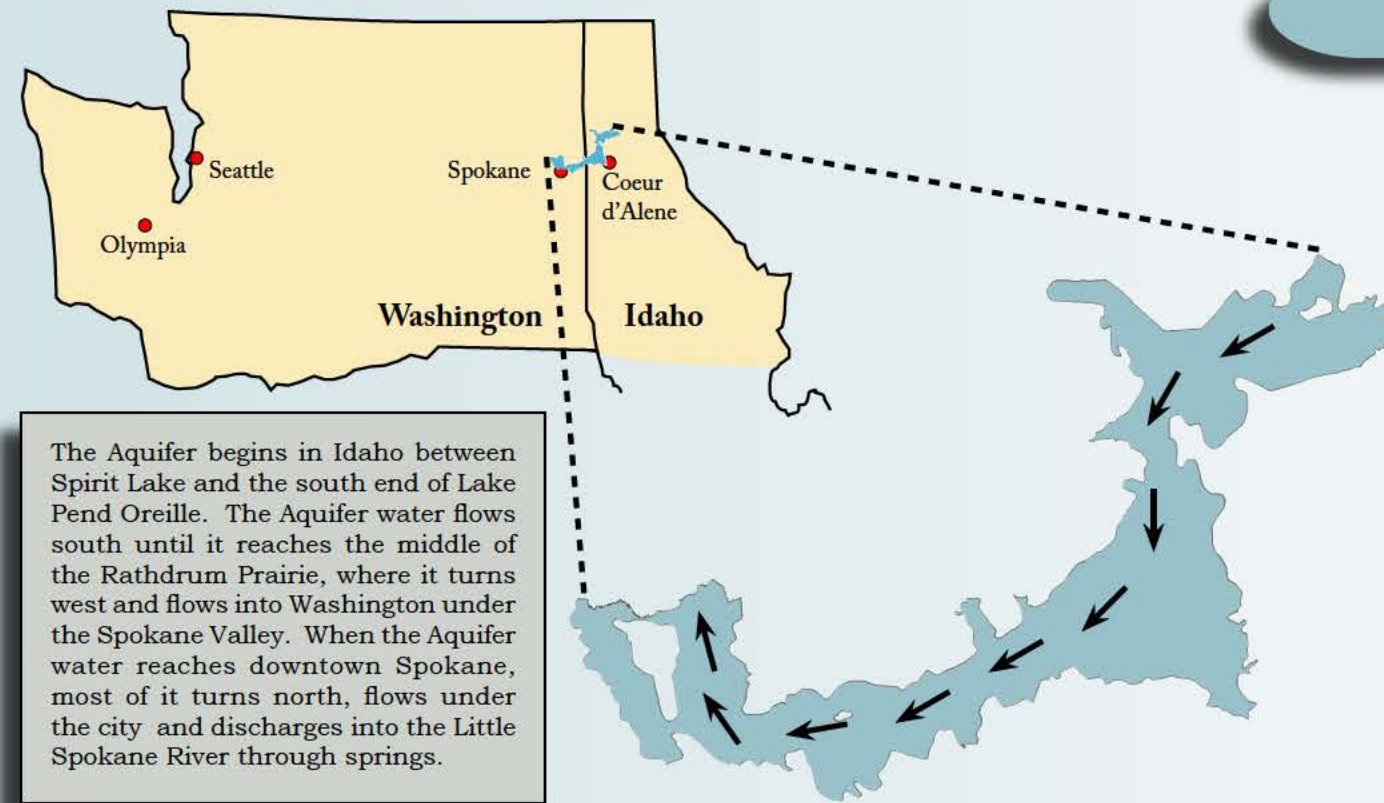 Seattle
Spokane
Coeur
d'Alene
Olympia
Washington
Idaho
The Aquifer begins in Idaho between
Spirit Lake and the south end of Lake
Pend Oreille. The Aquifer water flows
south until it reaches the middle of
the Rathdrum Prairie, where it turns
west and flows into Washington under
the Spokane Valley. When the Aquifer
water reaches downtown Spokane,
most of it turns north, flows under
the city and discharges into the Little
Spokane River through springs.